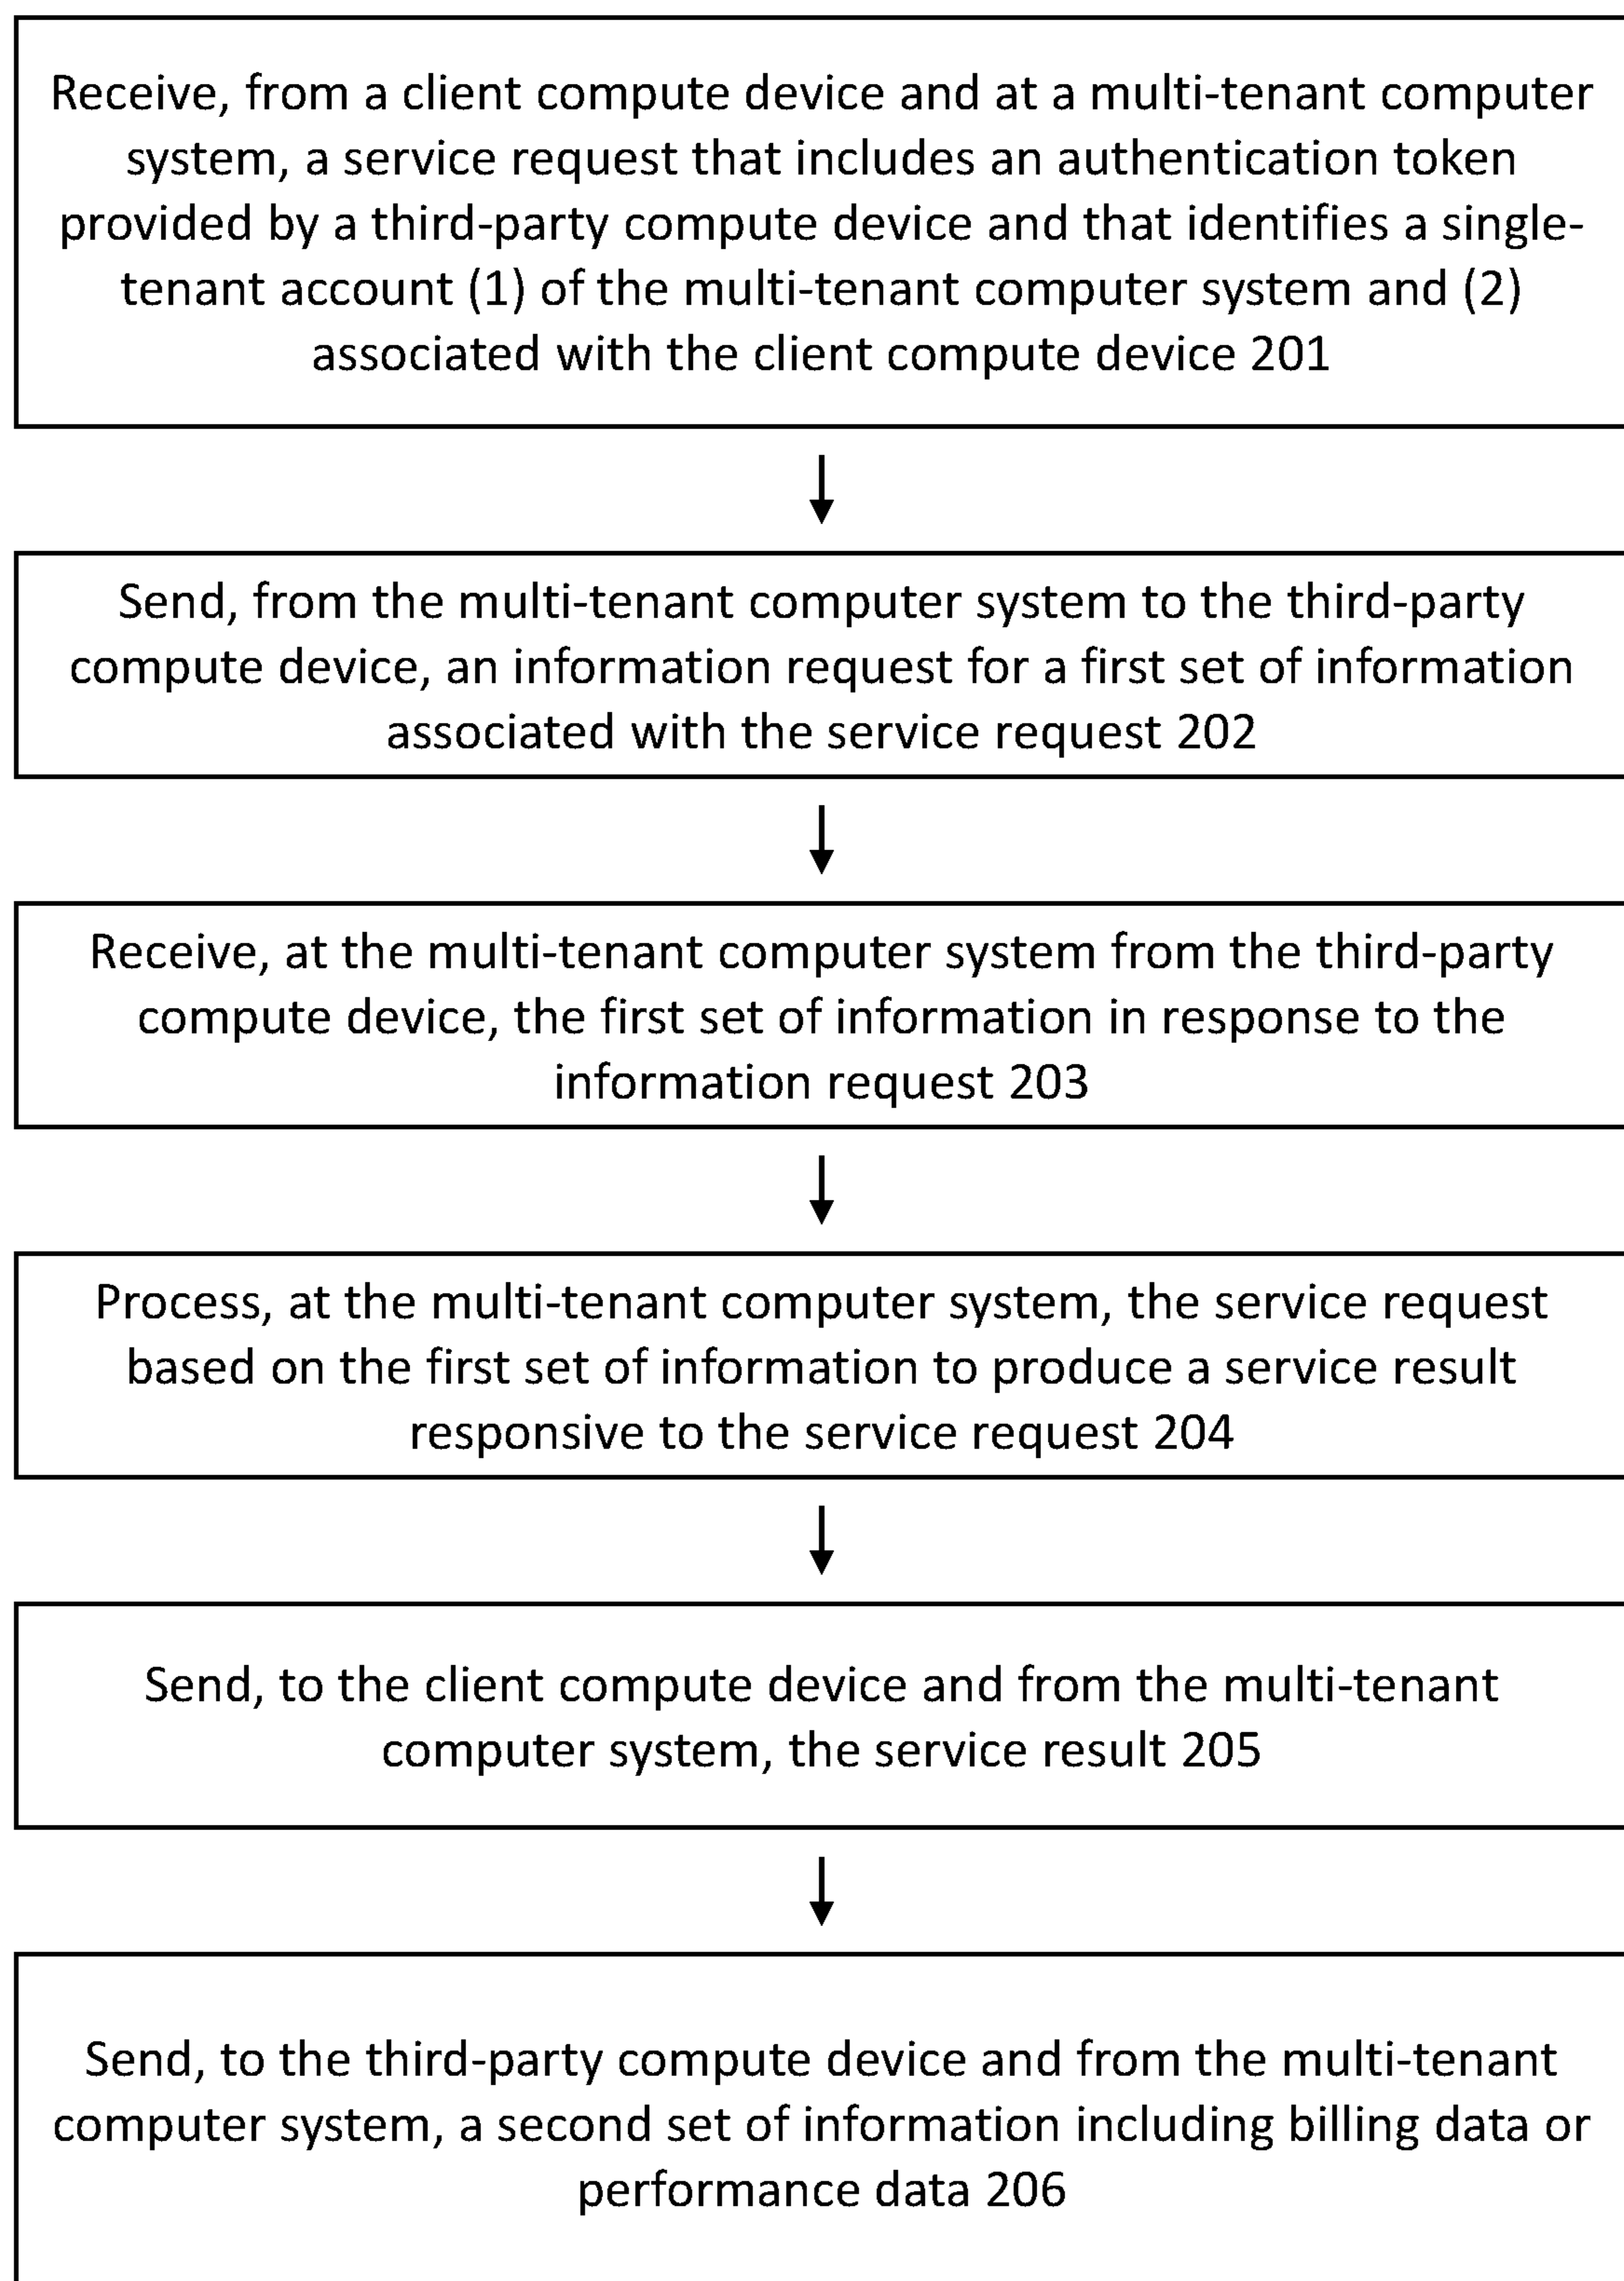 Receive, from a client compute device and at a multi-tenant computer
system, a service request that includes an authentication token
provided by a third-party compute device and that identifies a single-
tenant account (1) of the multi-tenant computer system and (2)
associated with the client compute device 201
Send, from the multi-tenant computer system to the third-party
compute device, an information request for a first set of information
associated with the service request 202
Receive, at the multi-tenant computer system from the third-party
compute device, the first set of information in response to the
information request 203
Process, at the multi-tenant computer system, the service request
based on the first set of information to produce a service result
responsive to the service request 204
Send, to the client compute device and from the multi-tenant
computer system, the service result 205
Send, to the third-party compute device and from the multi-tenant
computer system, a second set of information including billing data or
performance data 206